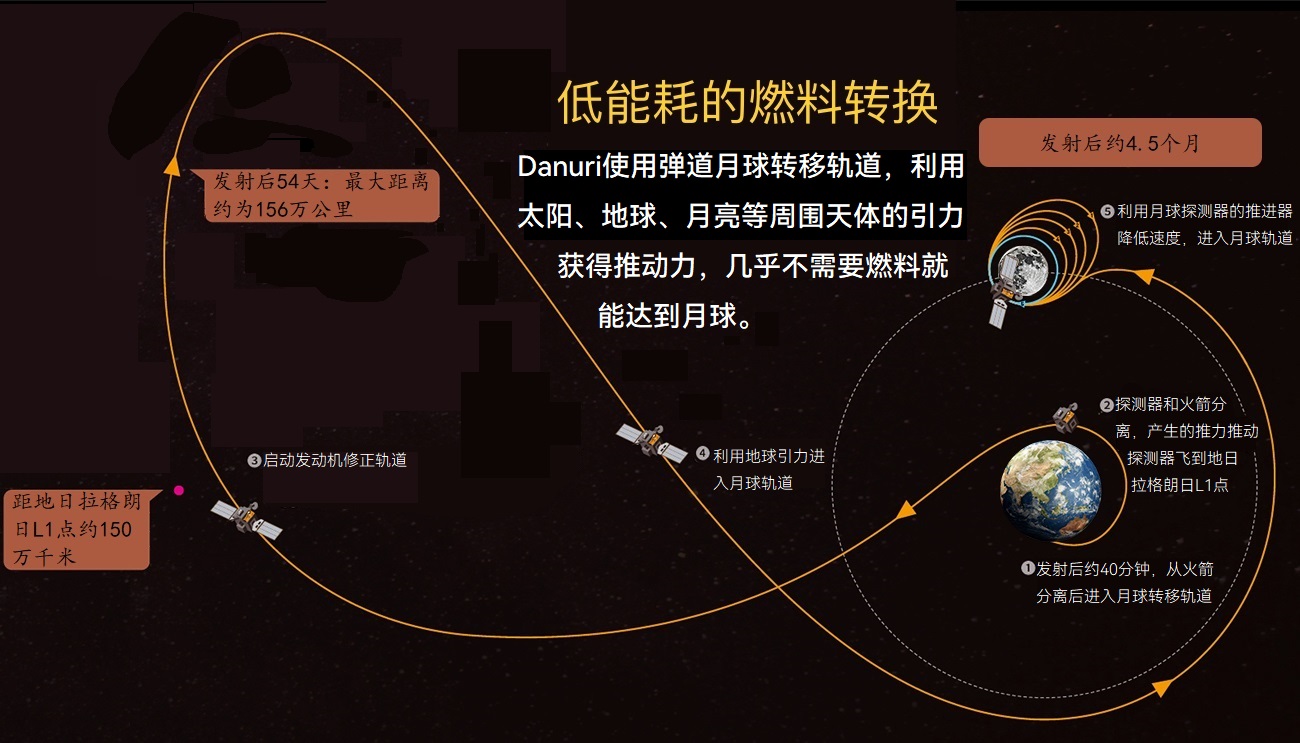 低能耗的燃料转换
Danuri使用弹道月球转移轨道，利用
太阳、地球、月亮等周围天体的引力
获得推动力，几乎不需要燃料就
能达到月球。
发射后约4.5个月
发射后54天：最大距离
约为156万公里
❺利用月球探测器的推进器
降低速度，进入月球轨道
❷探测器和火箭分
离，产生的推力推动
探测器飞到地日
拉格朗日L1点
❸启动发动机修正轨道
❹利用地球引力进
入月球轨道
距地日拉格朗
日L1点约150
万千米
❶发射后约40分钟，从火箭
分离后进入月球转移轨道